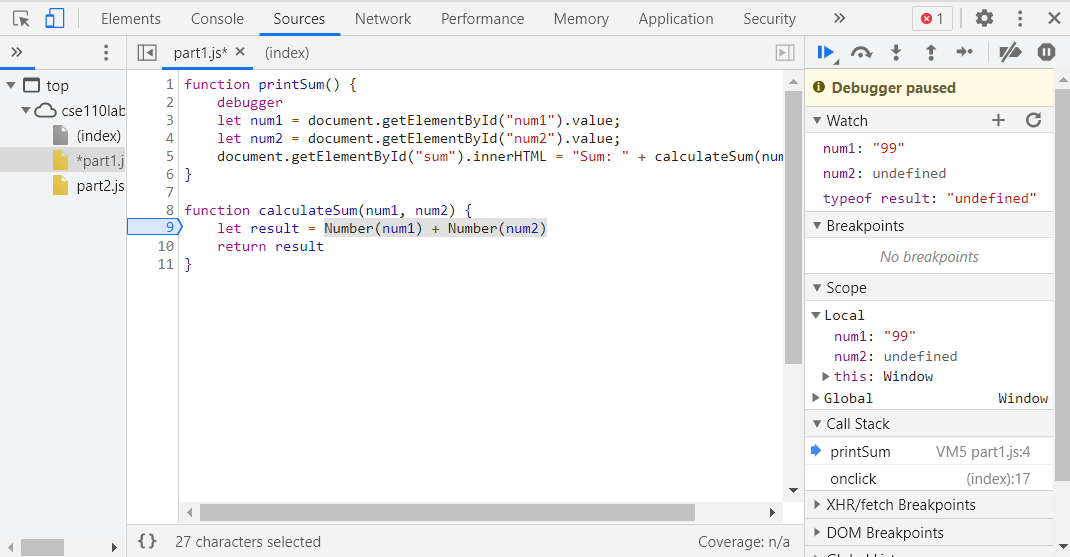 Elements Console Sources Network Performance Memory Application Security » 1
» part1.js* × (index)
top
cse110lab
(index)
*part1.j
part2.js
1 function printSum() {
2 debugger
3 let num1 = document.getElementById("num1").value;
4 let num2 = document.getElementById("num2").value;
5 document.getElementById("sum").innerHTML = "Sum: " + calculateSum(num
6 }
7
8 function calculateSum(num1, num2) {
9 let result = Number(num1) + Number(num2)
10 return result
11 }
{} 27 characters selected Coverage: n/a
Debugger paused
Watch
num1: "99"
num2: undefined
typeof result: "undefined"
Breakpoints
No breakpoints
Scope
Local
num1: "99"
num2: undefined
this: Window
Global Window
Call Stack
printSum VM5 part1.js:4
onclick (index):17
XHR/fetch Breakpoints
DOM Breakpoints